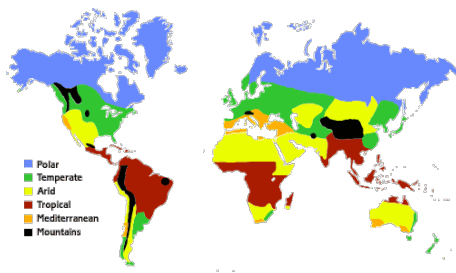 Polar
Temperate
Arid
Tropical
Mediterranean
Mountains